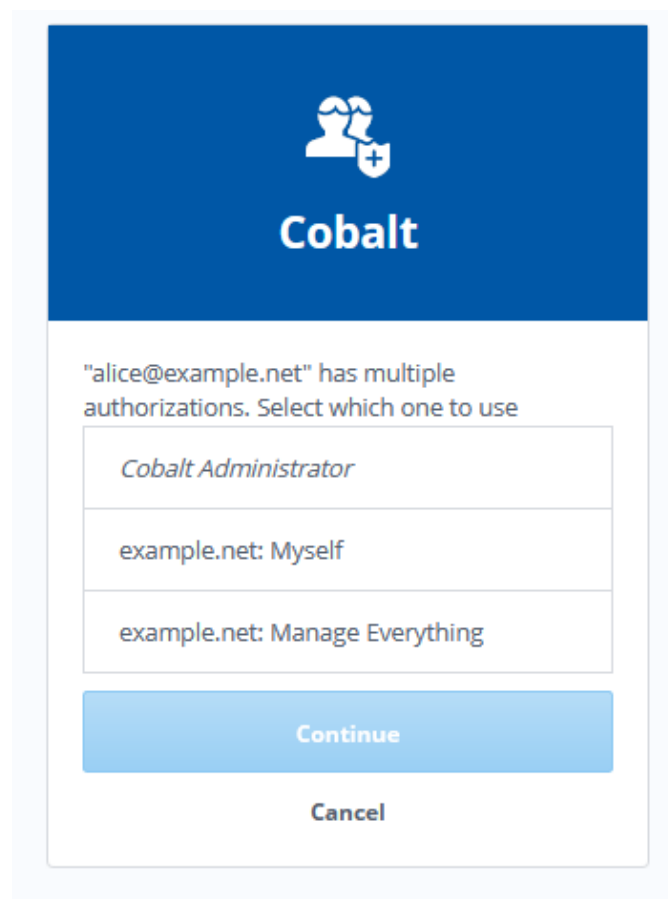 Cobalt
"alice@example.net" has multiple
authorizations. Select which one to use
Cobalt Administrator
example.net: Myself
example.net: Manage Everything
Continue
Cancel